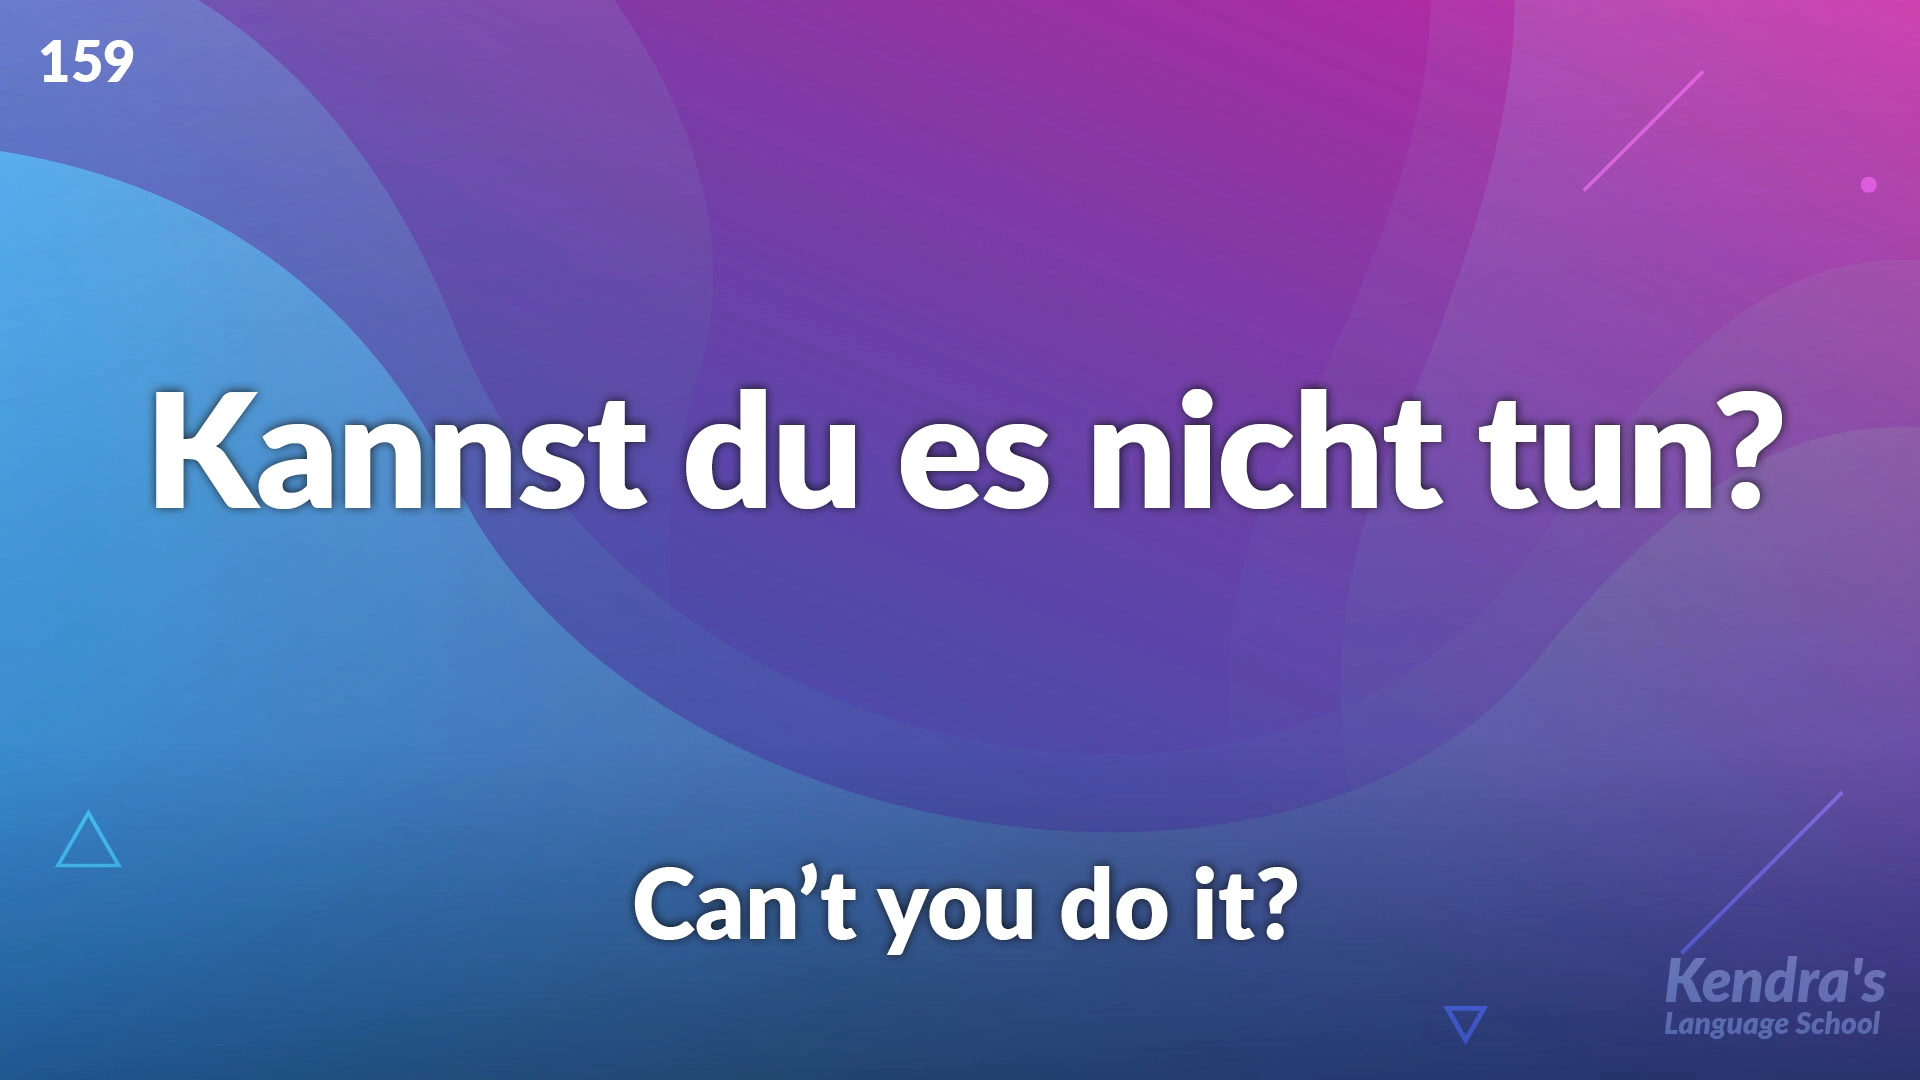 159
Kannst du es nicht tun?
Can’t you do it?
Kendra's
Language School